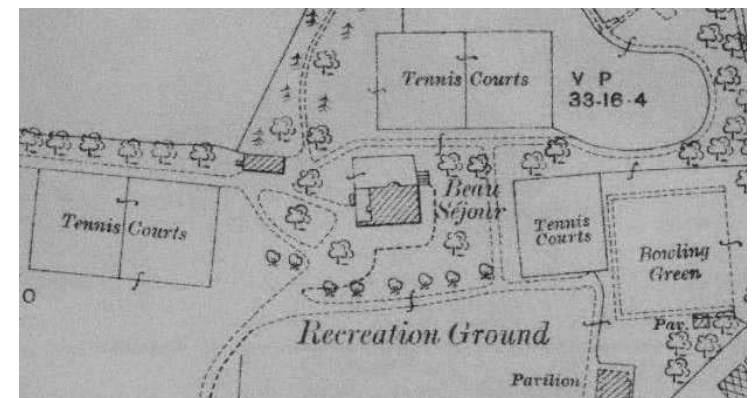 Tennis Courts
V P
33·16·4
Beau
Séjour
Tennis Courts
Tennis
Courts
Bowling
Green
O
Pav.
Recreation Ground
Pavilion